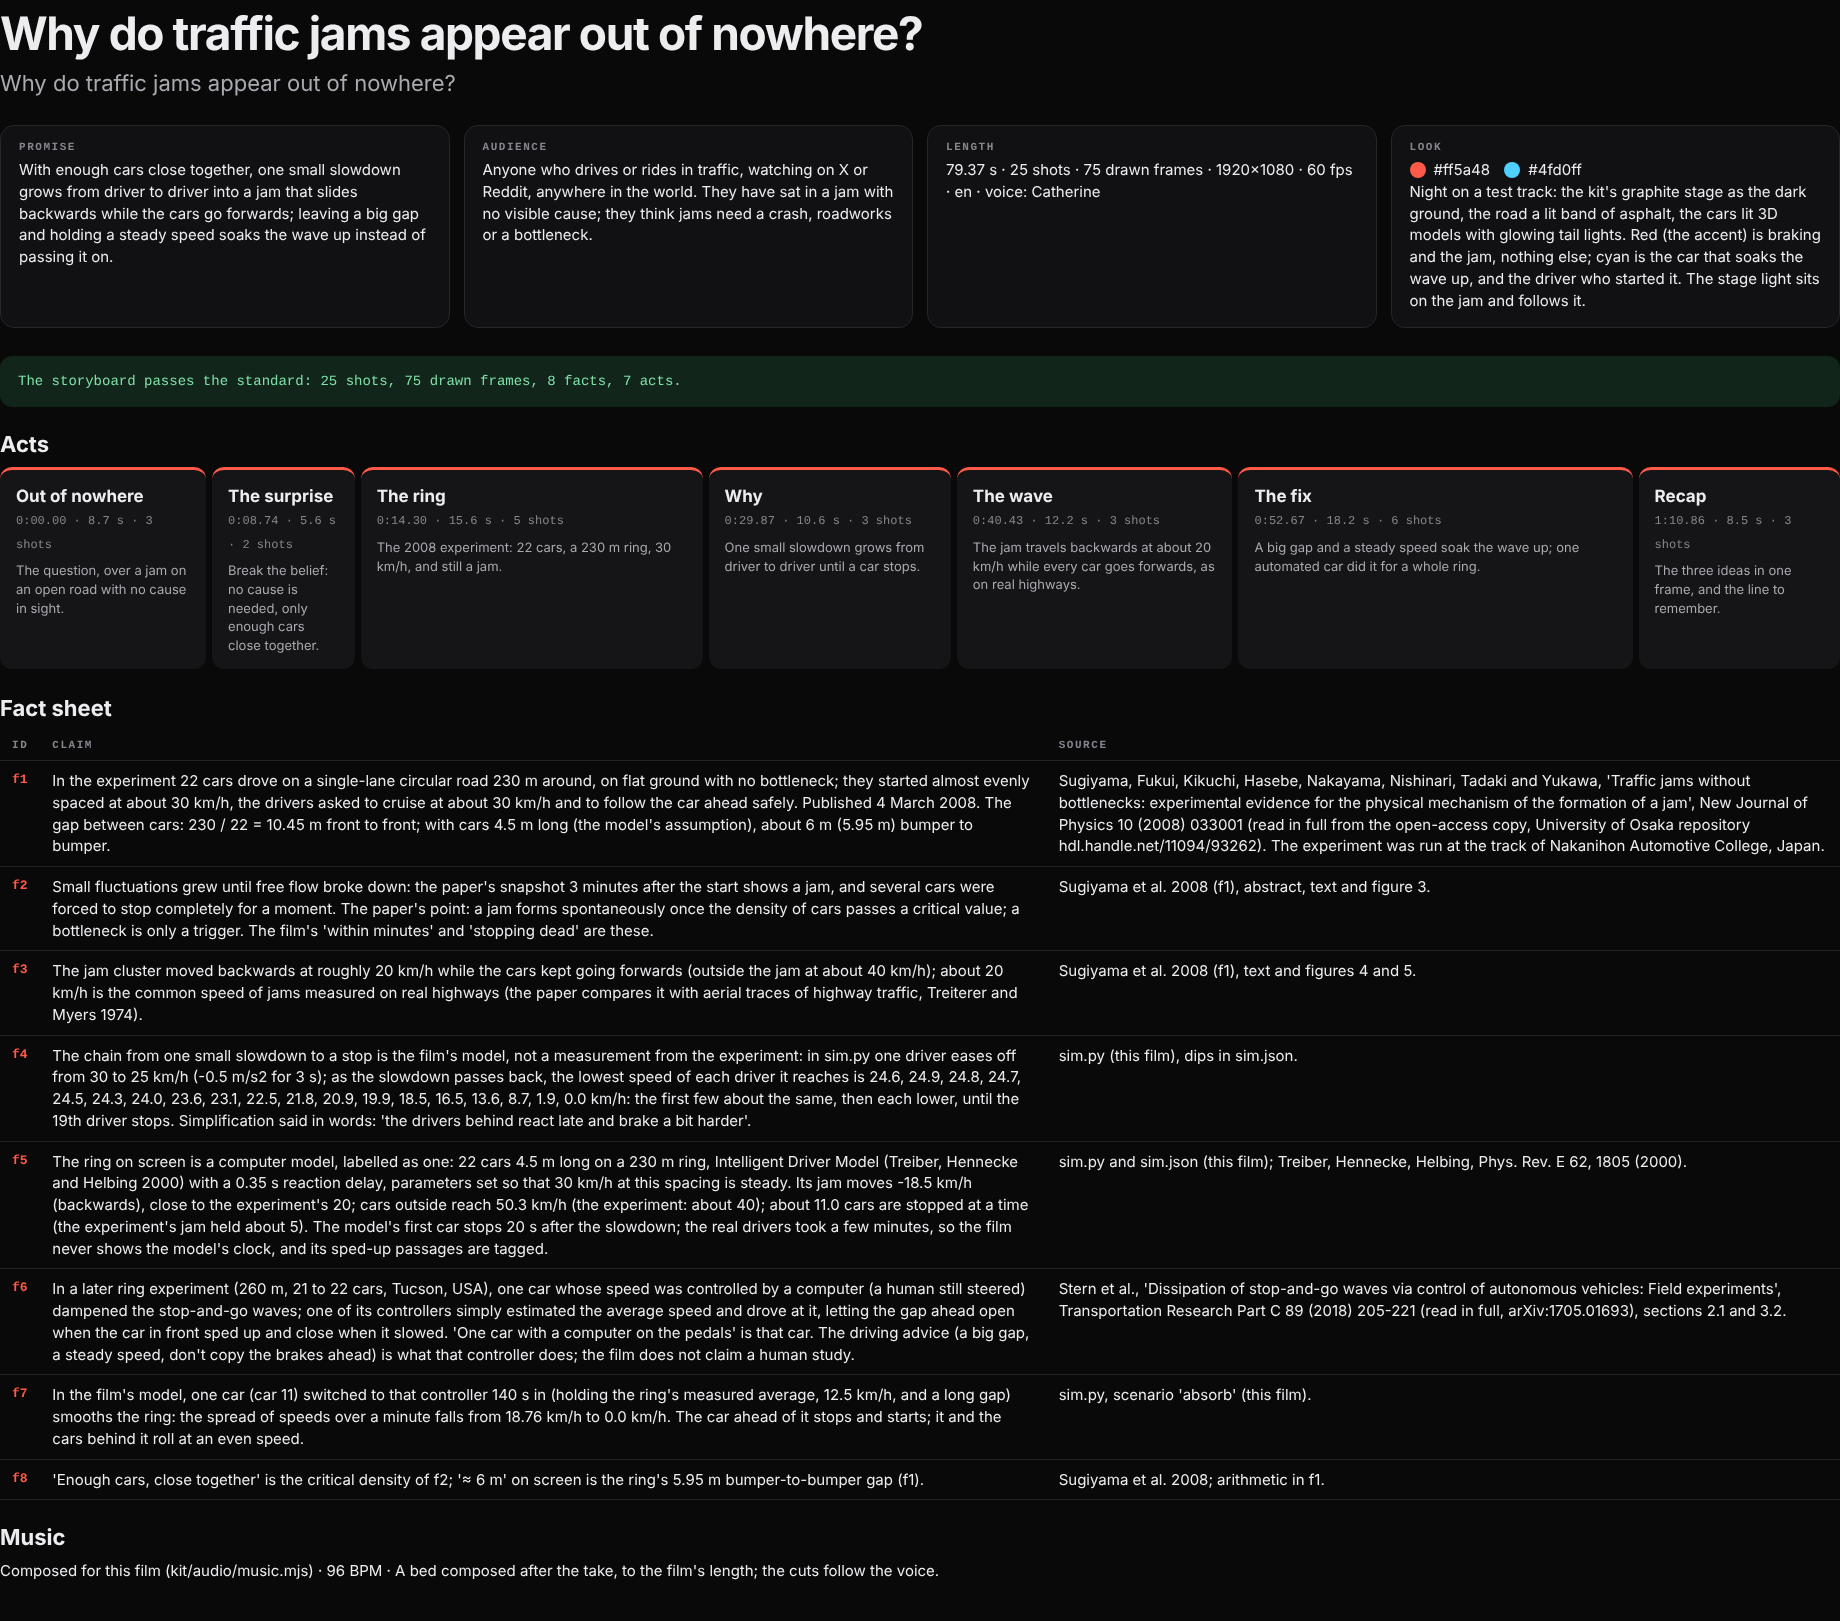 Why do traffic jams appear out of nowhere?
Why do traffic jams appear out of nowhere?
PROMISE
With enough cars close together, one small slowdown
grows from driver to driver into a jam that slides
backwards while the cars go forwards; leaving a big gap
and holding a steady speed soaks the wave up instead of
passing it on.
AUDIENCE
Anyone who drives or rides in traffic, watching on X or
Reddit, anywhere in the world. They have sat in a jam with
no visible cause; they think jams need a crash, roadworks
or a bottleneck.
LENGTH
79.37 s · 25 shots · 75 drawn frames · 1920×1080 · 60 fps
· en · voice: Catherine
LOOK
#ff5a48 #4fd0ff
Night on a test track: the kit's graphite stage as the dark
ground, the road a lit band of asphalt, the cars lit 3D
models with glowing tail lights. Red (the accent) is braking
and the jam, nothing else; cyan is the car that soaks the
wave up, and the driver who started it. The stage light sits
on the jam and follows it.
The storyboard passes the standard: 25 shots, 75 drawn frames, 8 facts, 7 acts.
Acts
Out of nowhere
0:00.00 · 8.7 s · 3
shots
The question, over a jam on
an open road with no cause
in sight.
The surprise
0:08.74 · 5.6 s
· 2 shots
Break the belief:
no cause is
needed, only
enough cars
close together.
The ring
0:14.30 · 15.6 s · 5 shots
The 2008 experiment: 22 cars, a 230 m ring, 30
km/h, and still a jam.
Why
0:29.87 · 10.6 s · 3 shots
One small slowdown grows from
driver to driver until a car stops.
The wave
0:40.43 · 12.2 s · 3 shots
The jam travels backwards at about 20
km/h while every car goes forwards, as
on real highways.
The fix
0:52.67 · 18.2 s · 6 shots
A big gap and a steady speed soak the wave up; one
automated car did it for a whole ring.
Recap
1:10.86 · 8.5 s · 3
shots
The three ideas in one
frame, and the line to
remember.
Fact sheet
ID CLAIM SOURCE
f1
In the experiment 22 cars drove on a single-lane circular road 230 m around, on flat ground with no bottleneck; they started almost evenly
spaced at about 30 km/h, the drivers asked to cruise at about 30 km/h and to follow the car ahead safely. Published 4 March 2008. The
gap between cars: 230 / 22 = 10.45 m front to front; with cars 4.5 m long (the model's assumption), about 6 m (5.95 m) bumper to
bumper.
Sugiyama, Fukui, Kikuchi, Hasebe, Nakayama, Nishinari, Tadaki and Yukawa, 'Traffic jams without
bottlenecks: experimental evidence for the physical mechanism of the formation of a jam', New Journal of
Physics 10 (2008) 033001 (read in full from the open-access copy, University of Osaka repository
hdl.handle.net/11094/93262). The experiment was run at the track of Nakanihon Automotive College, Japan.
f2
Small fluctuations grew until free flow broke down: the paper's snapshot 3 minutes after the start shows a jam, and several cars were
forced to stop completely for a moment. The paper's point: a jam forms spontaneously once the density of cars passes a critical value; a
bottleneck is only a trigger. The film's 'within minutes' and 'stopping dead' are these.
Sugiyama et al. 2008 (f1), abstract, text and figure 3.
f3
The jam cluster moved backwards at roughly 20 km/h while the cars kept going forwards (outside the jam at about 40 km/h); about 20
km/h is the common speed of jams measured on real highways (the paper compares it with aerial traces of highway traffic, Treiterer and
Myers 1974).
Sugiyama et al. 2008 (f1), text and figures 4 and 5.
f4
The chain from one small slowdown to a stop is the film's model, not a measurement from the experiment: in sim.py one driver eases off
from 30 to 25 km/h (-0.5 m/s2 for 3 s); as the slowdown passes back, the lowest speed of each driver it reaches is 24.6, 24.9, 24.8, 24.7,
24.5, 24.3, 24.0, 23.6, 23.1, 22.5, 21.8, 20.9, 19.9, 18.5, 16.5, 13.6, 8.7, 1.9, 0.0 km/h: the first few about the same, then each lower, until the
19th driver stops. Simplification said in words: 'the drivers behind react late and brake a bit harder'.
sim.py (this film), dips in sim.json.
f5
The ring on screen is a computer model, labelled as one: 22 cars 4.5 m long on a 230 m ring, Intelligent Driver Model (Treiber, Hennecke
and Helbing 2000) with a 0.35 s reaction delay, parameters set so that 30 km/h at this spacing is steady. Its jam moves -18.5 km/h
(backwards), close to the experiment's 20; cars outside reach 50.3 km/h (the experiment: about 40); about 11.0 cars are stopped at a time
(the experiment's jam held about 5). The model's first car stops 20 s after the slowdown; the real drivers took a few minutes, so the film
never shows the model's clock, and its sped-up passages are tagged.
sim.py and sim.json (this film); Treiber, Hennecke, Helbing, Phys. Rev. E 62, 1805 (2000).
f6
In a later ring experiment (260 m, 21 to 22 cars, Tucson, USA), one car whose speed was controlled by a computer (a human still steered)
dampened the stop-and-go waves; one of its controllers simply estimated the average speed and drove at it, letting the gap ahead open
when the car in front sped up and close when it slowed. 'One car with a computer on the pedals' is that car. The driving advice (a big gap,
a steady speed, don't copy the brakes ahead) is what that controller does; the film does not claim a human study.
Stern et al., 'Dissipation of stop-and-go waves via control of autonomous vehicles: Field experiments',
Transportation Research Part C 89 (2018) 205-221 (read in full, arXiv:1705.01693), sections 2.1 and 3.2.
f7
In the film's model, one car (car 11) switched to that controller 140 s in (holding the ring's measured average, 12.5 km/h, and a long gap)
smooths the ring: the spread of speeds over a minute falls from 18.76 km/h to 0.0 km/h. The car ahead of it stops and starts; it and the
cars behind it roll at an even speed.
sim.py, scenario 'absorb' (this film).
f8
'Enough cars, close together' is the critical density of f2; '≈ 6 m' on screen is the ring's 5.95 m bumper-to-bumper gap (f1).
Sugiyama et al. 2008; arithmetic in f1.
Music
Composed for this film (kit/audio/music.mjs) · 96 BPM · A bed composed after the take, to the film's length; the cuts follow the voice.